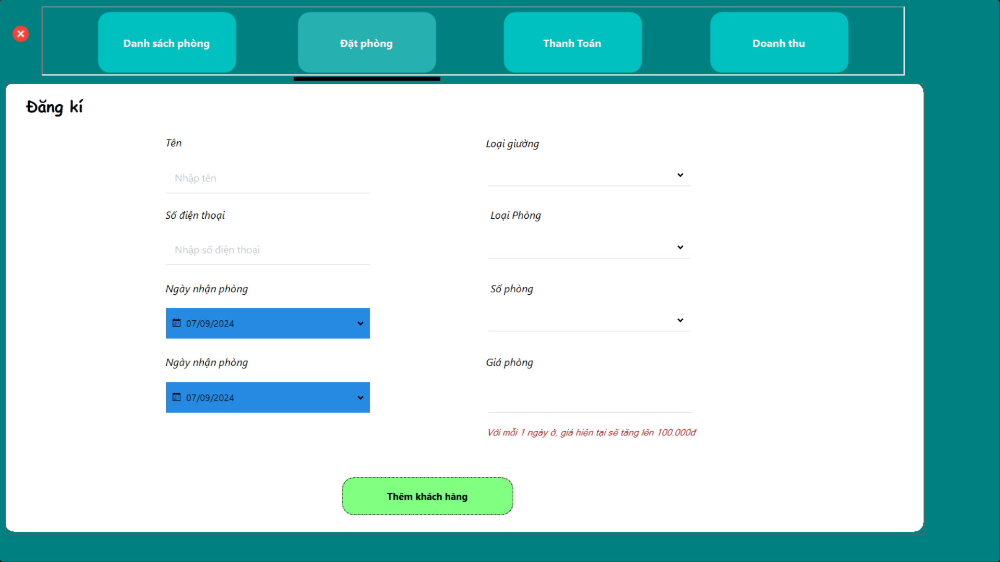 Danh sách phòng
Đặt phòng
Thanh Toán
Doanh thu
Đăng kí
Tên
Nhập tên
Số điện thoại
Nhập số điện thoại
Ngày nhận phòng
07/09/2024
Ngày nhận phòng
07/09/2024
Loại giường
Loại Phòng
Số phòng
Giá phòng
Với mỗi 1 ngày ở, giá hiện tại sẽ tăng lên 100.000đ
Thêm khách hàng